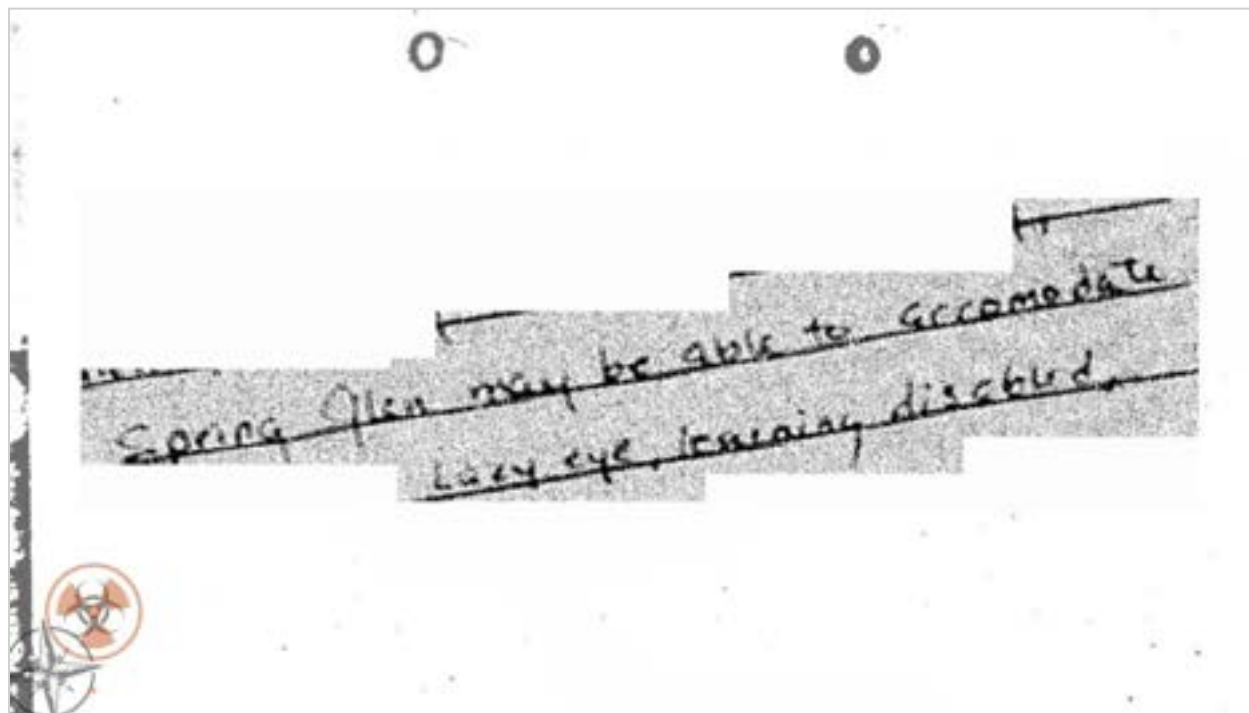 Spring Glen may be able to accomodate
Lazy eye, learning disabled.